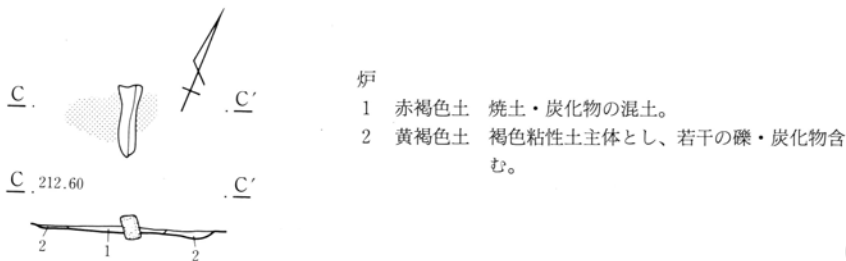 C . . C′
C . 212.60 . C′
2 1 2
炉
1 赤褐色土 焼土・炭化物の混土。
2 黄褐色土 褐色粘性土主体とし、若干の礫・炭化物含
む。